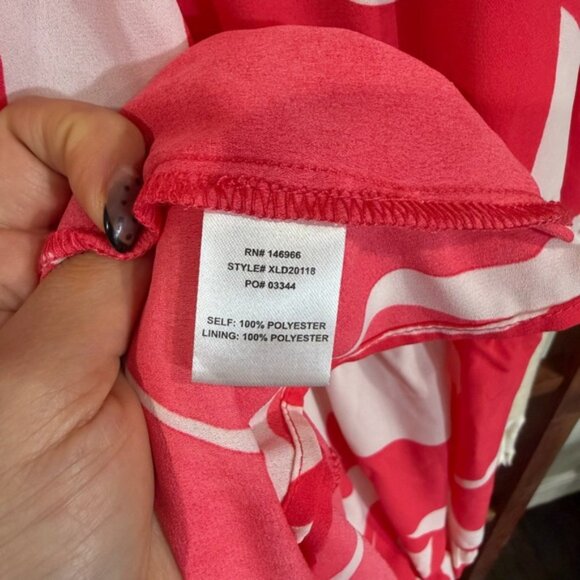 RN# 146966
STYLE# XLD20118
PO# 03344
SELF: 100% POLYESTER
LINING: 100% POLYESTER